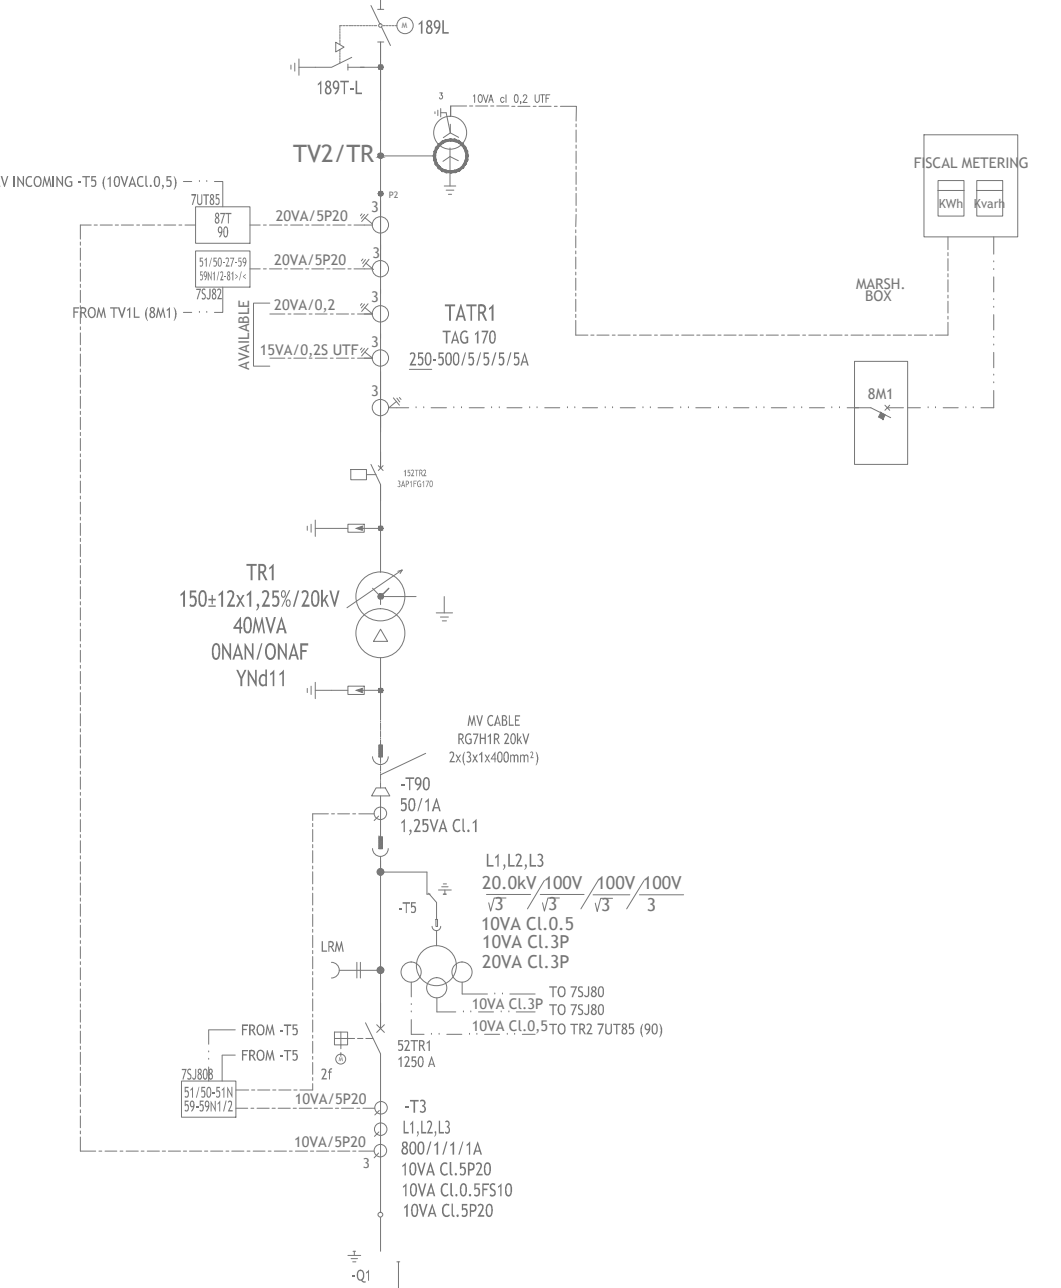 M
189L
189T-L
3
10VA cl 0,2 UTF
TV2/TR
FISCAL METERING
KWh
Kvarh
V INCOMING -T5 (10VACl.0,5)
P2
7UT85
87T
90
20VA/5P20
3
51/50-27-59
59N1/2-81>/<
20VA/5P20
3
7SJ82
FROM TV1L (8M1)
AVAILABLE
20VA/0,2
3
15VA/0,2S UTF
3
TATR1
TAG 170
250-500/5/5/5/5A
MARSH.
BOX
3
8M1
152TR2
3AP1FG170
TR1
150±12x1,25%/20kV
40MVA
ONAN/ONAF
YNd11
MV CABLE
RG7H1R 20kV
2x(3x1x400mm²)
-T90
50/1A
1,25VA Cl.1
L1,L2,L3
20.0kV/100V/100V/100V
√3 √3 √3 3
-T5
10VA Cl.0.5
10VA Cl.3P
20VA Cl.3P
LRM
TO 7SJ80
10VA Cl.3P TO 7SJ80
10VA Cl.0,5 TO TR2 7UT85 (90)
FROM -T5
FROM -T5
52TR1
1250 A
M
2f
7SJ80B
51/50-51N
59-59N1/2
10VA/5P20
-T3
L1,L2,L3
10VA/5P20
800/1/1/1A
3
10VA Cl.5P20
10VA Cl.0.5FS10
10VA Cl.5P20
-Q1